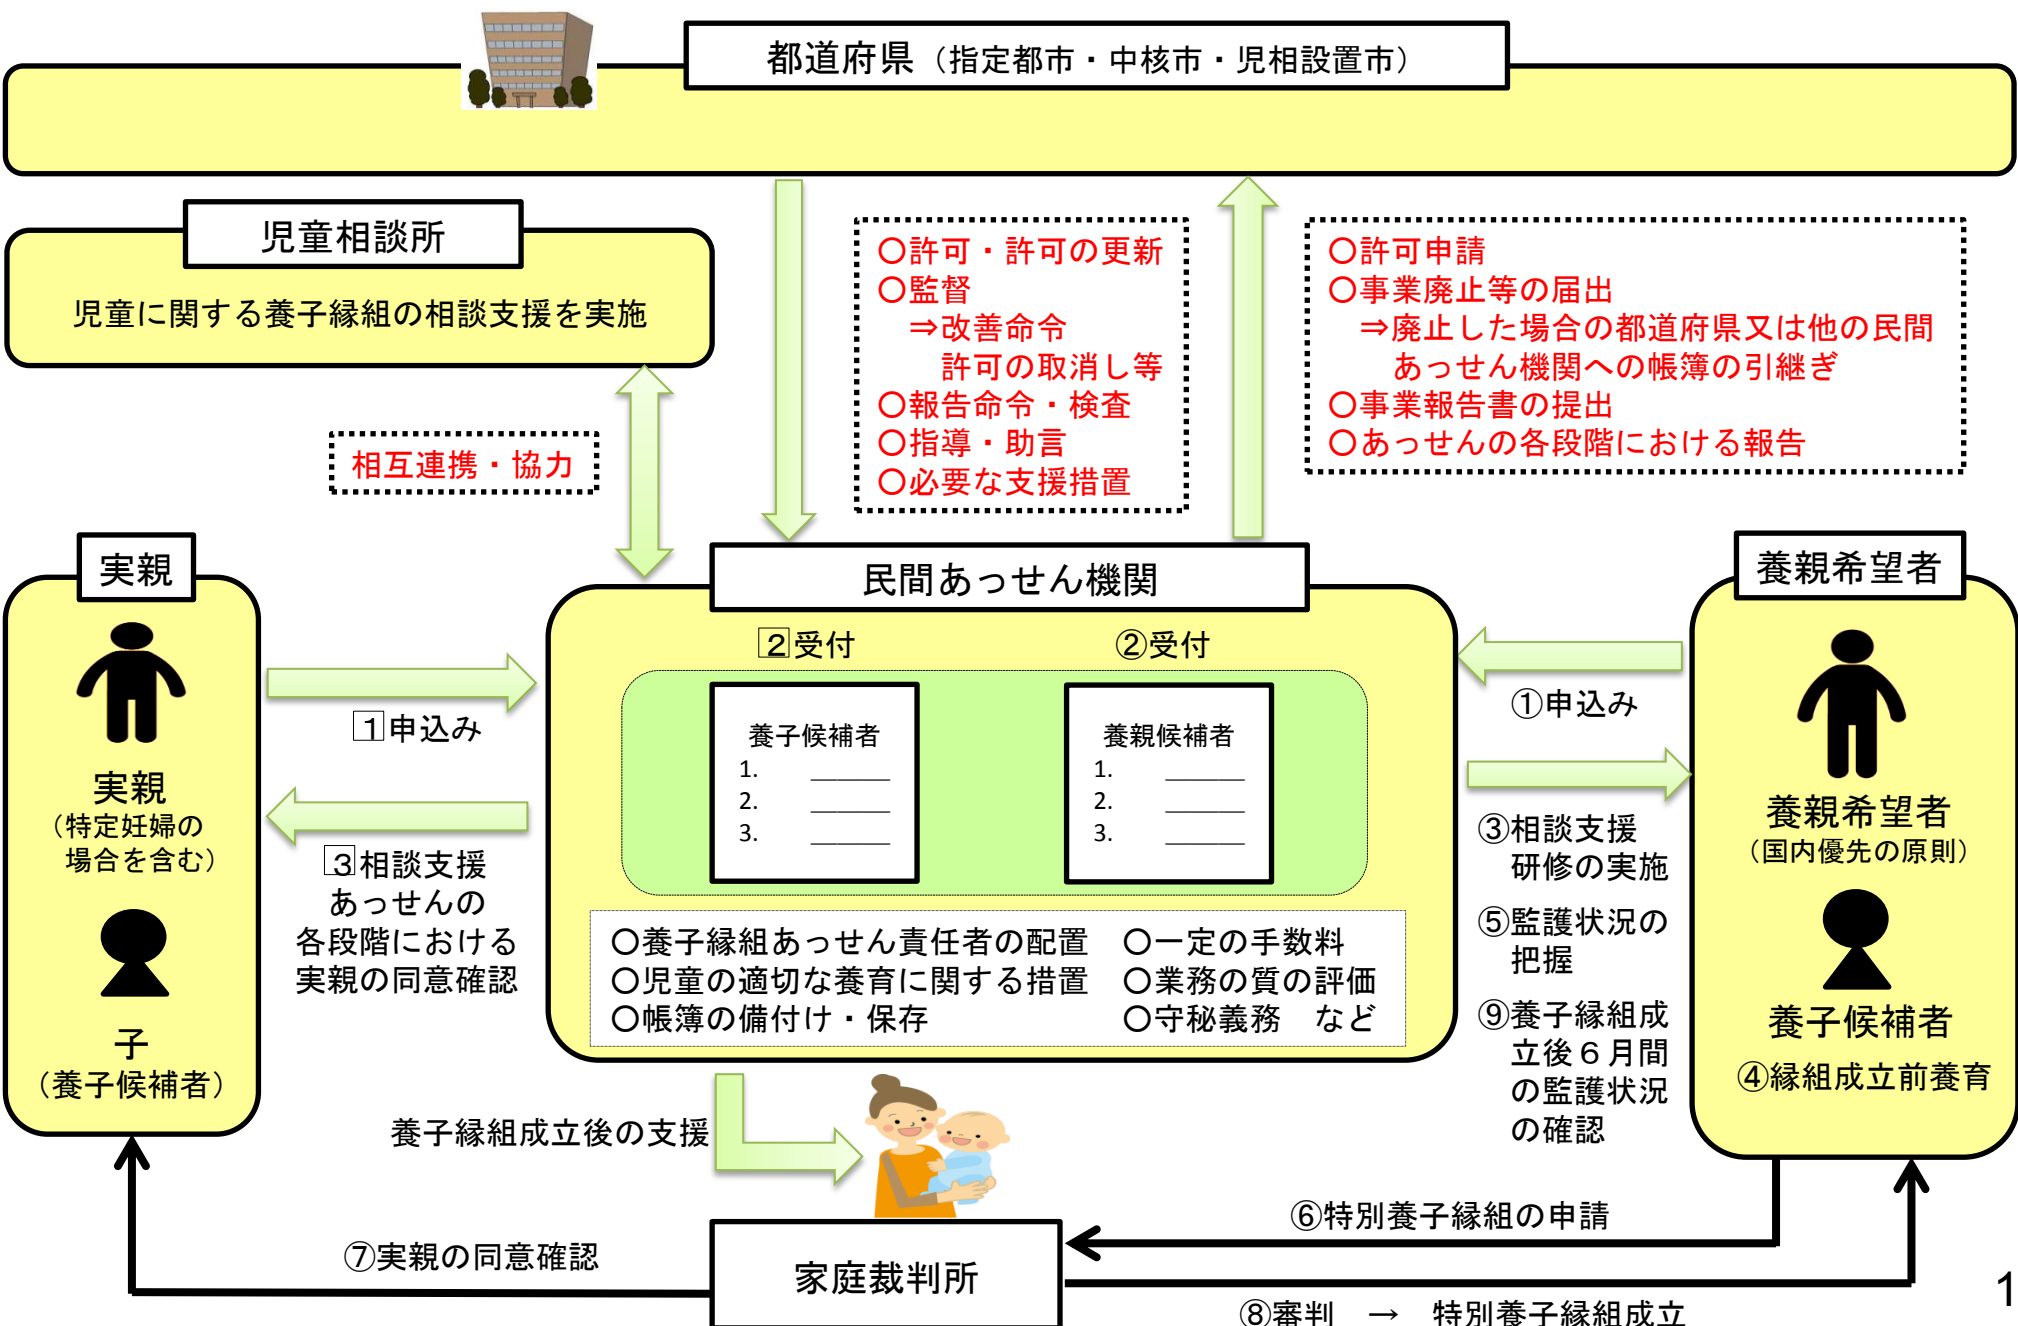 都道府県（指定都市・中核市・児相設置市）
児童相談所
児童に関する養子縁組の相談支援を実施
相互連携・協力
〇許可・許可の更新
〇監督
⇒改善命令
許可の取消し等
〇報告命令・検査
〇指導・助言
〇必要な支援措置
〇許可申請
〇事業廃止等の届出
⇒廃止した場合の都道府県又は他の民間
あっせん機関への帳簿の引継ぎ
〇事業報告書の提出
〇あっせんの各段階における報告
実親
実親
（特定妊婦の
場合を含む）
子
（養子候補者）
1申込み
3相談支援
あっせんの
各段階における
実親の同意確認
民間あっせん機関
2受付
②受付
養子候補者
1. ______
2. ______
3. ______
養親候補者
1. ______
2. ______
3. ______
〇養子縁組あっせん責任者の配置　〇一定の手数料
〇児童の適切な養育に関する措置　〇業務の質の評価
〇帳簿の備付け・保存　〇守秘義務　など
①申込み
③相談支援
研修の実施
⑤監護状況の
把握
⑨養子縁組成
立後６月間
の監護状況
の確認
養親希望者
養親希望者
（国内優先の原則）
養子候補者
④縁組成立前養育
養子縁組成立後の支援
⑥特別養子縁組の申請
⑦実親の同意確認
家庭裁判所
⑧審判　→　特別養子縁組成立
1